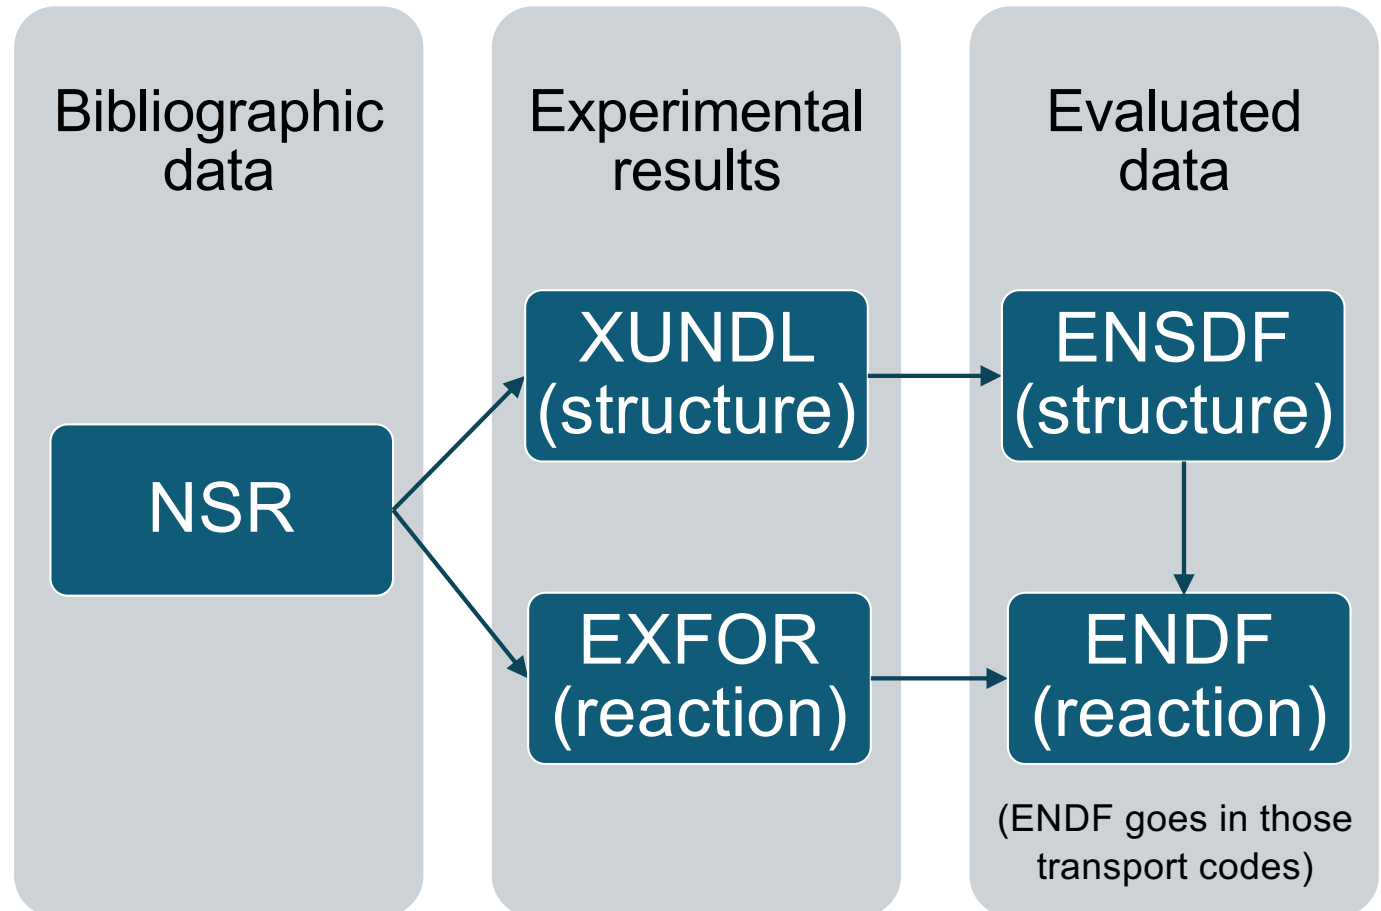 Bibliographic
data
NSR
Experimental
results
XUNDL
(structure)
EXFOR
(reaction)
Evaluated
data
ENSDF
(structure)
ENDF
(reaction)
(ENDF goes in those
transport codes)